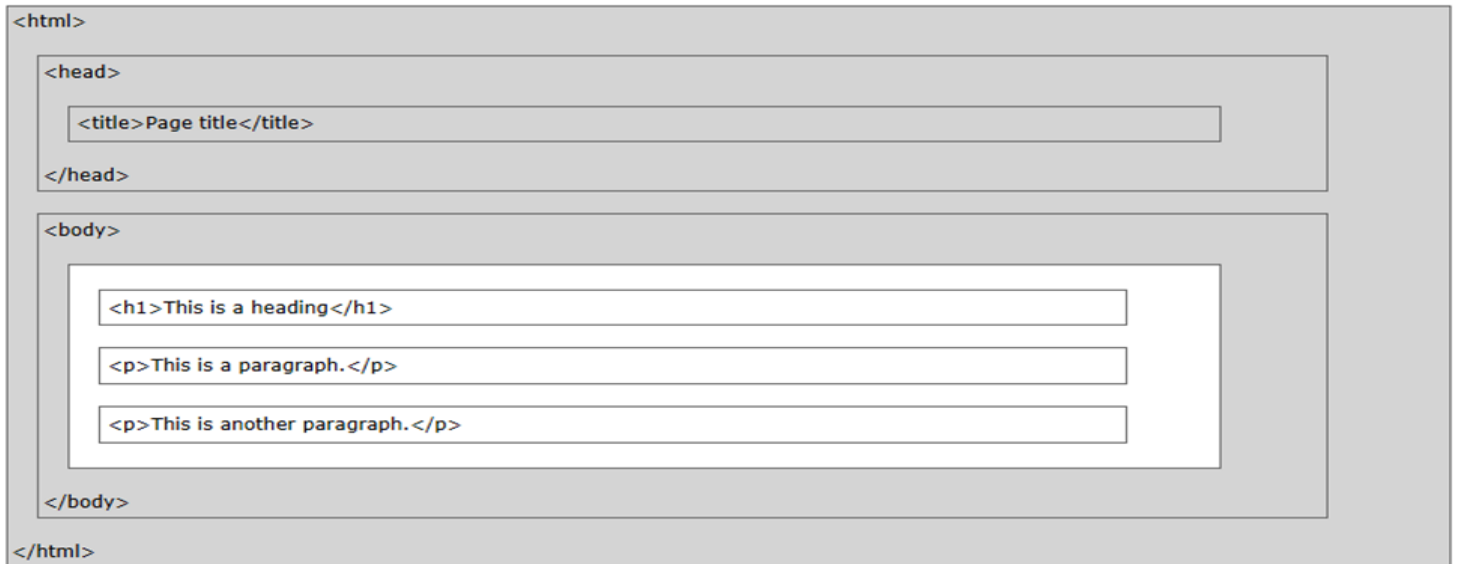 <html>
<head>
<title>Page title</title>
</head>
<body>
<h1>This is a heading</h1>
<p>This is a paragraph.</p>
<p>This is another paragraph.</p>
</body>
</html>